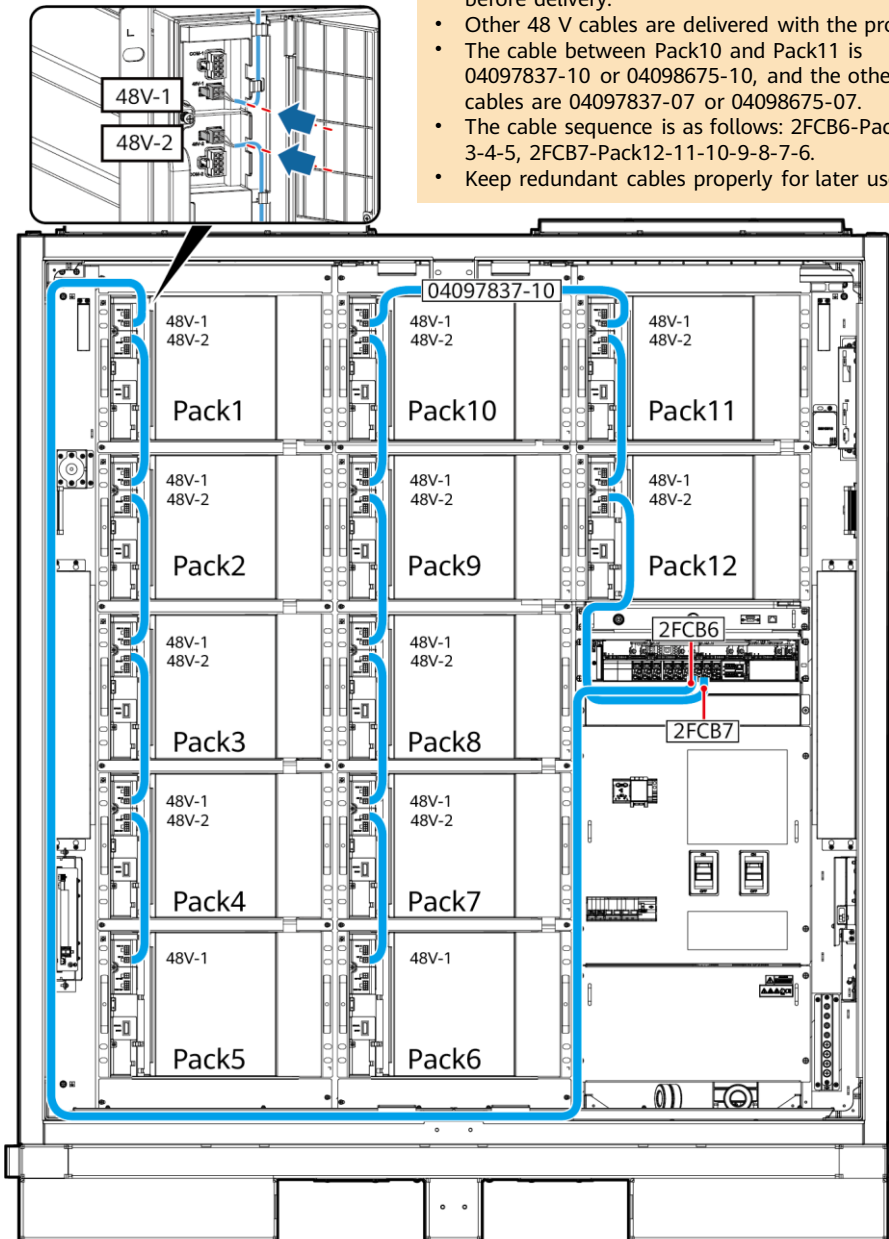 before delivery.
• Other 48 V cables are delivered with the pro
• The cable between Pack10 and Pack11 is
04097837-10 or 04098675-10, and the othe
cables are 04097837-07 or 04098675-07.
• The cable sequence is as follows: 2FCB6-Pac
3-4-5, 2FCB7-Pack12-11-10-9-8-7-6.
• Keep redundant cables properly for later us
48V-1
48V-2
04097837-10
48V-1
48V-2
Pack1
48V-1
48V-2
Pack10
48V-1
48V-2
Pack11
48V-1
48V-2
Pack2
48V-1
48V-2
Pack9
48V-1
48V-2
Pack12
2FCB6
2FCB7
48V-1
48V-2
Pack3
48V-1
48V-2
Pack8
48V-1
48V-2
Pack4
48V-1
48V-2
Pack7
48V-1
Pack5
48V-1
Pack6